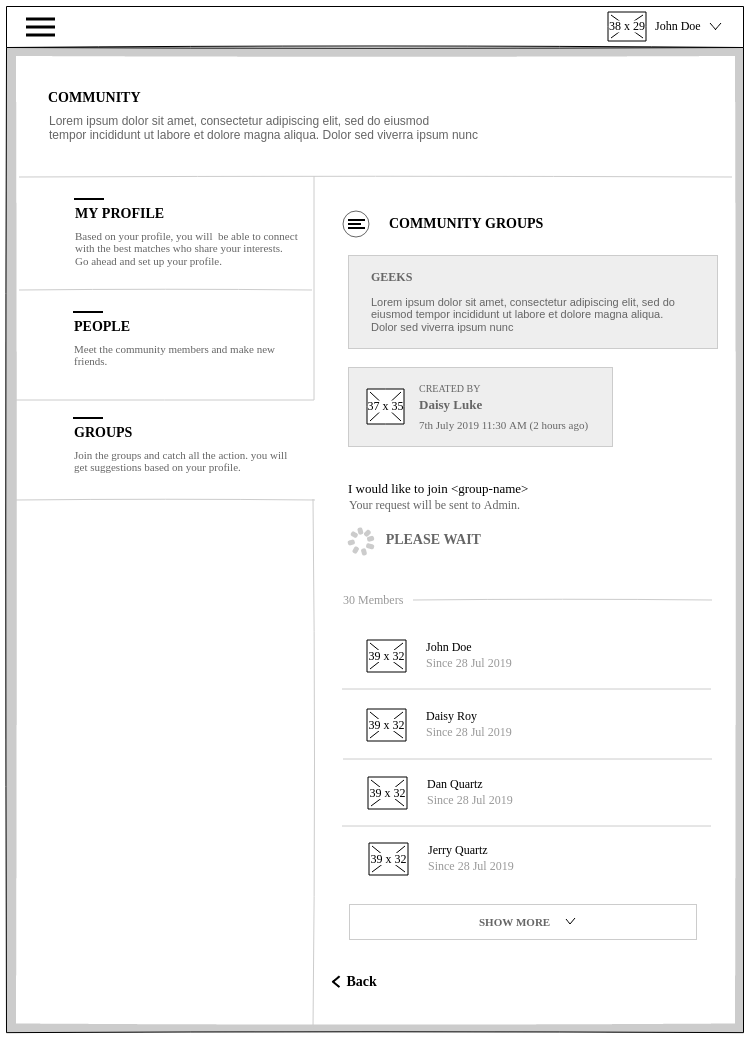 38 x 29
John Doe
COMMUNITY
Lorem ipsum dolor sit amet, consectetur adipiscing elit, sed do eiusmod
tempor incididunt ut labore et dolore magna aliqua. Dolor sed viverra ipsum nunc
MY PROFILE
Based on your profile, you will  be able to connect
with the best matches who share your interests.
Go ahead and set up your profile.
PEOPLE
Meet the community members and make new
friends.
GROUPS
Join the groups and catch all the action. you will
get suggestions based on your profile.
COMMUNITY GROUPS
GEEKS
Lorem ipsum dolor sit amet, consectetur adipiscing elit, sed do
eiusmod tempor incididunt ut labore et dolore magna aliqua.
Dolor sed viverra ipsum nunc
37 x 35
CREATED BY
Daisy Luke
7th July 2019 11:30 AM (2 hours ago)
I would like to join <group-name>
Your request will be sent to Admin.
PLEASE WAIT
30 Members
39 x 32
John Doe
Since 28 Jul 2019
39 x 32
Daisy Roy
Since 28 Jul 2019
39 x 32
Dan Quartz
Since 28 Jul 2019
39 x 32
Jerry Quartz
Since 28 Jul 2019
SHOW MORE
Back